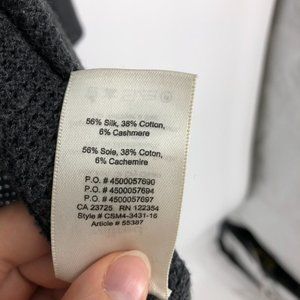 56% Silk, 38% Cotton,
6% Cashmere
56% Soie, 38% Coton,
6% Cachemire
P.O. # 4500057690
P.O. # 4500057694
P.O. # 4500057697
CA 23725 RN 122354
Style # CSM4-3431-16
Article # 55387